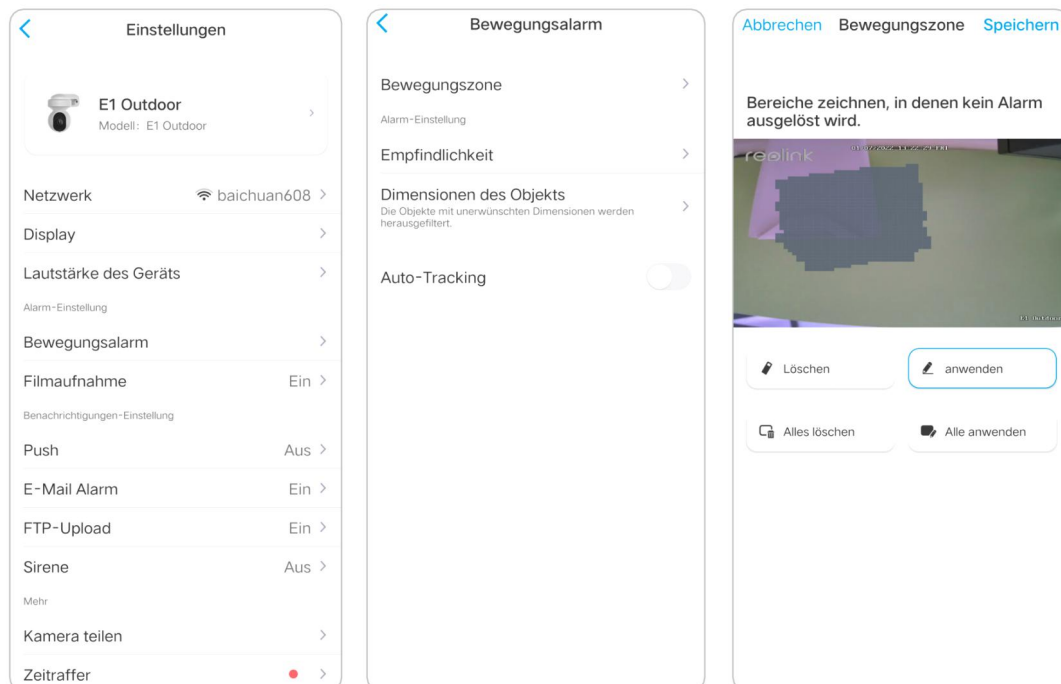 Einstellungen
E1 Outdoor
Modell: E1 Outdoor
Netzwerk baichuan608
Display
Lautstärke des Geräts
Alarm-Einstellung
Bewegungsalarm
Filmaufnahme Ein
Benachrichtigungen-Einstellung
Push Aus
E-Mail Alarm Ein
FTP-Upload Ein
Sirene Aus
Mehr
Kamera teilen
Zeitraffer
Bewegungsalarm
Bewegungszone
Alarm-Einstellung
Empfindlichkeit
Dimensionen des Objekts
Die Objekte mit unerwünschten Dimensionen werden
herausgefiltert.
Auto-Tracking
Abbrechen Bewegungszone Speichern
Bereiche zeichnen, in denen kein Alarm
ausgelöst wird.
reolink
E1 Outdoor
Löschen anwenden
Alles löschen Alle anwenden